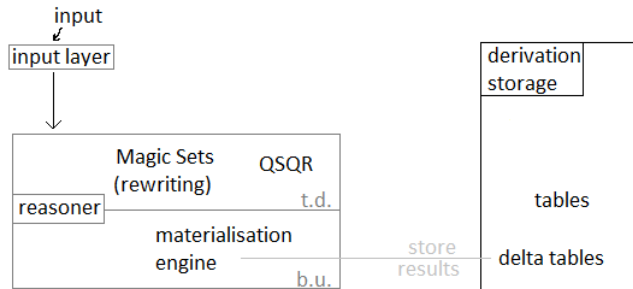 input
input layer
Magic Sets
(rewriting)
QSQR
t.d.
reasoner
materialisation
engine
b.u.
store
results
derivation
storage
tables
delta tables